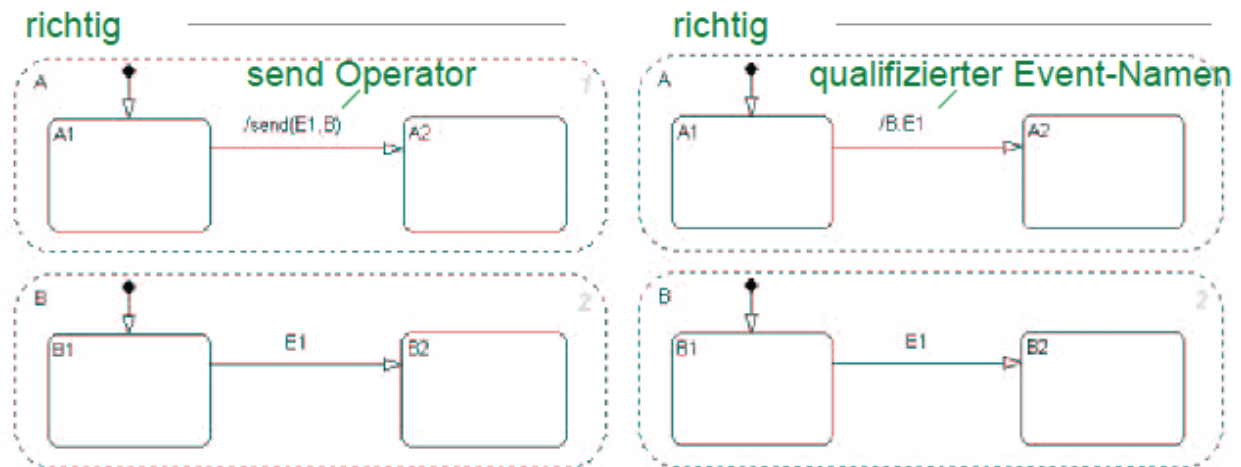 richtig
A
send Operator
1
/send(E1,B)
A1
A2
B
2
E1
B1
B2
richtig
A
qualifizierter Event-Namen
/B.E1
A1
A2
B
2
E1
B1
B2